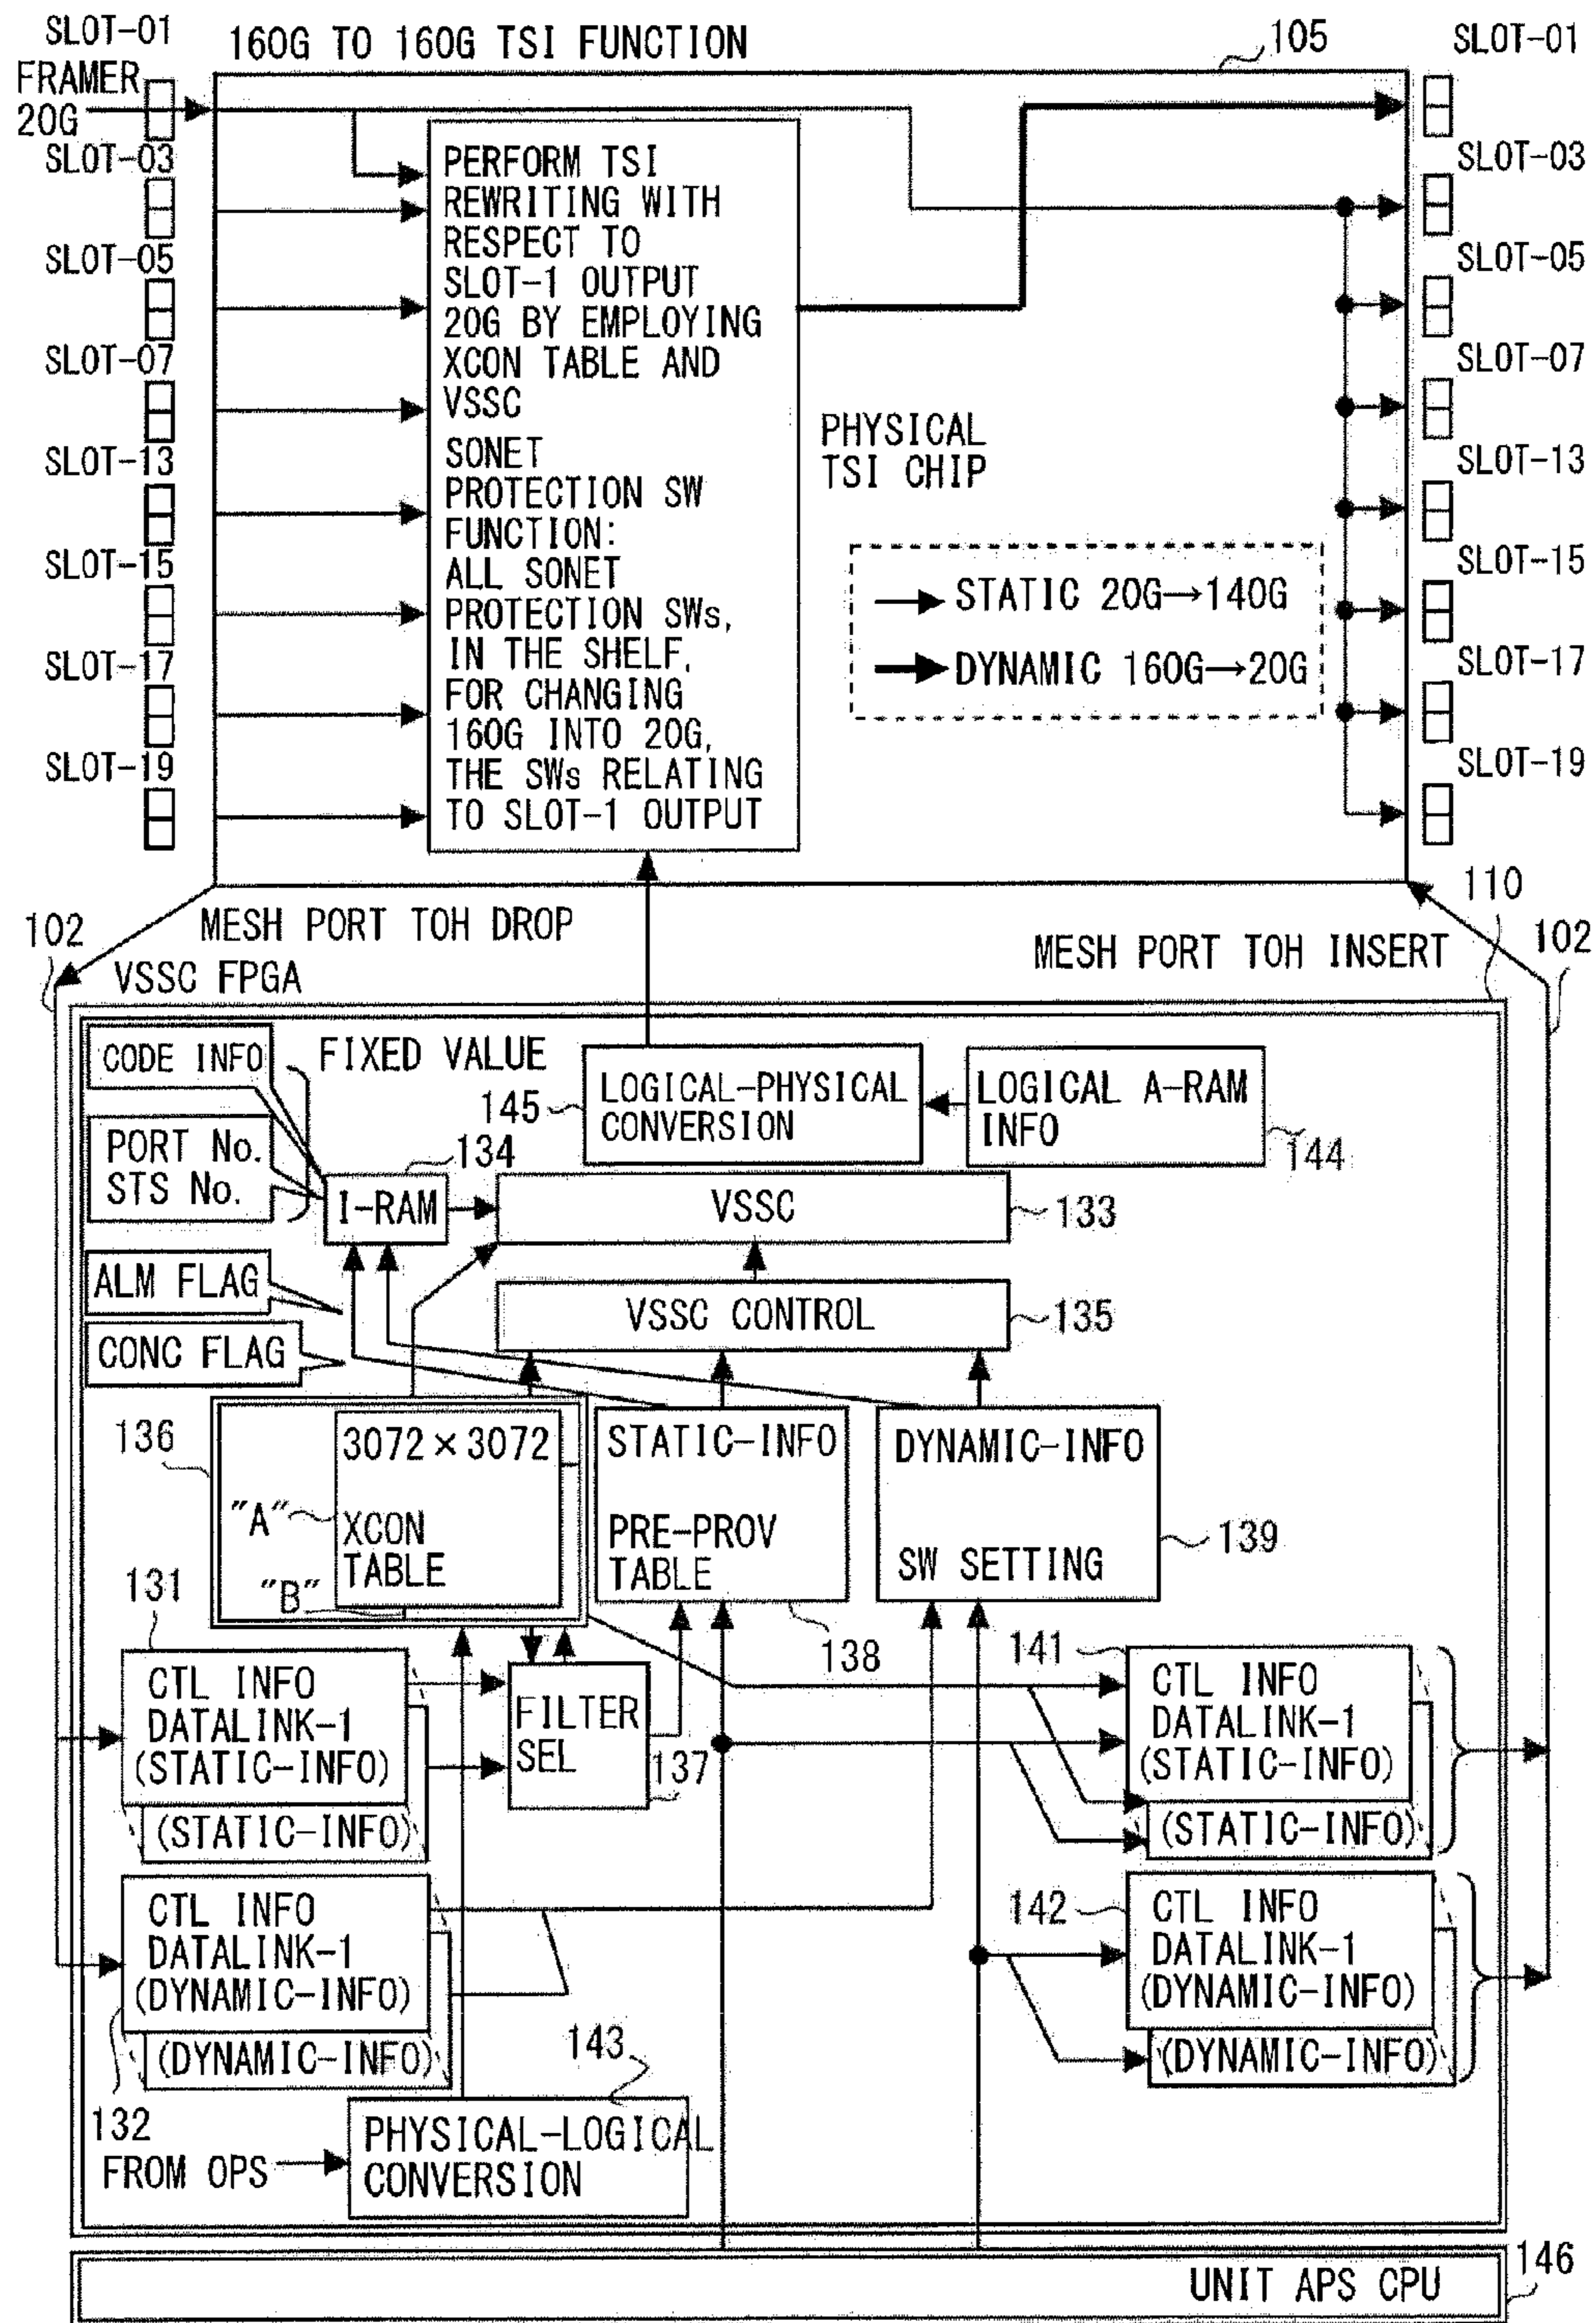 SLOT-01
160G TO 160G TSI FUNCTION
105
SLOT-01
FRAMER
20G
SLOT-03
SLOT-05
SLOT-07
SLOT-13
SLOT-15
SLOT-17
SLOT-19
PERFORM TSI
REWRITING WITH
RESPECT TO
SLOT-1 OUTPUT
20G BY EMPLOYING
XCON TABLE AND
VSSC
SONET
PROTECTION SW
FUNCTION:
ALL SONET
PROTECTION SWs,
IN THE SHELF,
FOR CHANGING
160G INTO 20G,
THE SWs RELATING
TO SLOT-1 OUTPUT
PHYSICAL
TSI CHIP
STATIC 20G→140G
DYNAMIC 160G→20G
SLOT-03
SLOT-05
SLOT-07
SLOT-13
SLOT-15
SLOT-17
SLOT-19
110
102
MESH PORT TOH DROP
MESH PORT TOH INSERT
102
VSSC FPGA
CODE INFO
FIXED VALUE
PORT No.
STS No.
145
LOGICAL-PHYSICAL
CONVERSION
LOGICAL A-RAM
INFO
144
134
I-RAM
VSSC
133
ALM FLAG
CONC FLAG
VSSC CONTROL
135
136
"A"
3072×3072
XCON
TABLE
"B"
STATIC-INFO
PRE-PROV
TABLE
138
DYNAMIC-INFO
SW SETTING
139
131
CTL INFO
DATALINK-1
(STATIC-INFO)
(STATIC-INFO)
FILTER
SEL
137
141
CTL INFO
DATALINK-1
(STATIC-INFO)
(STATIC-INFO)
CTL INFO
DATALINK-1
(DYNAMIC-INFO)
(DYNAMIC-INFO)
132
142
CTL INFO
DATALINK-1
(DYNAMIC-INFO)
(DYNAMIC-INFO)
143
FROM OPS
PHYSICAL-LOGICAL
CONVERSION
UNIT APS CPU
146